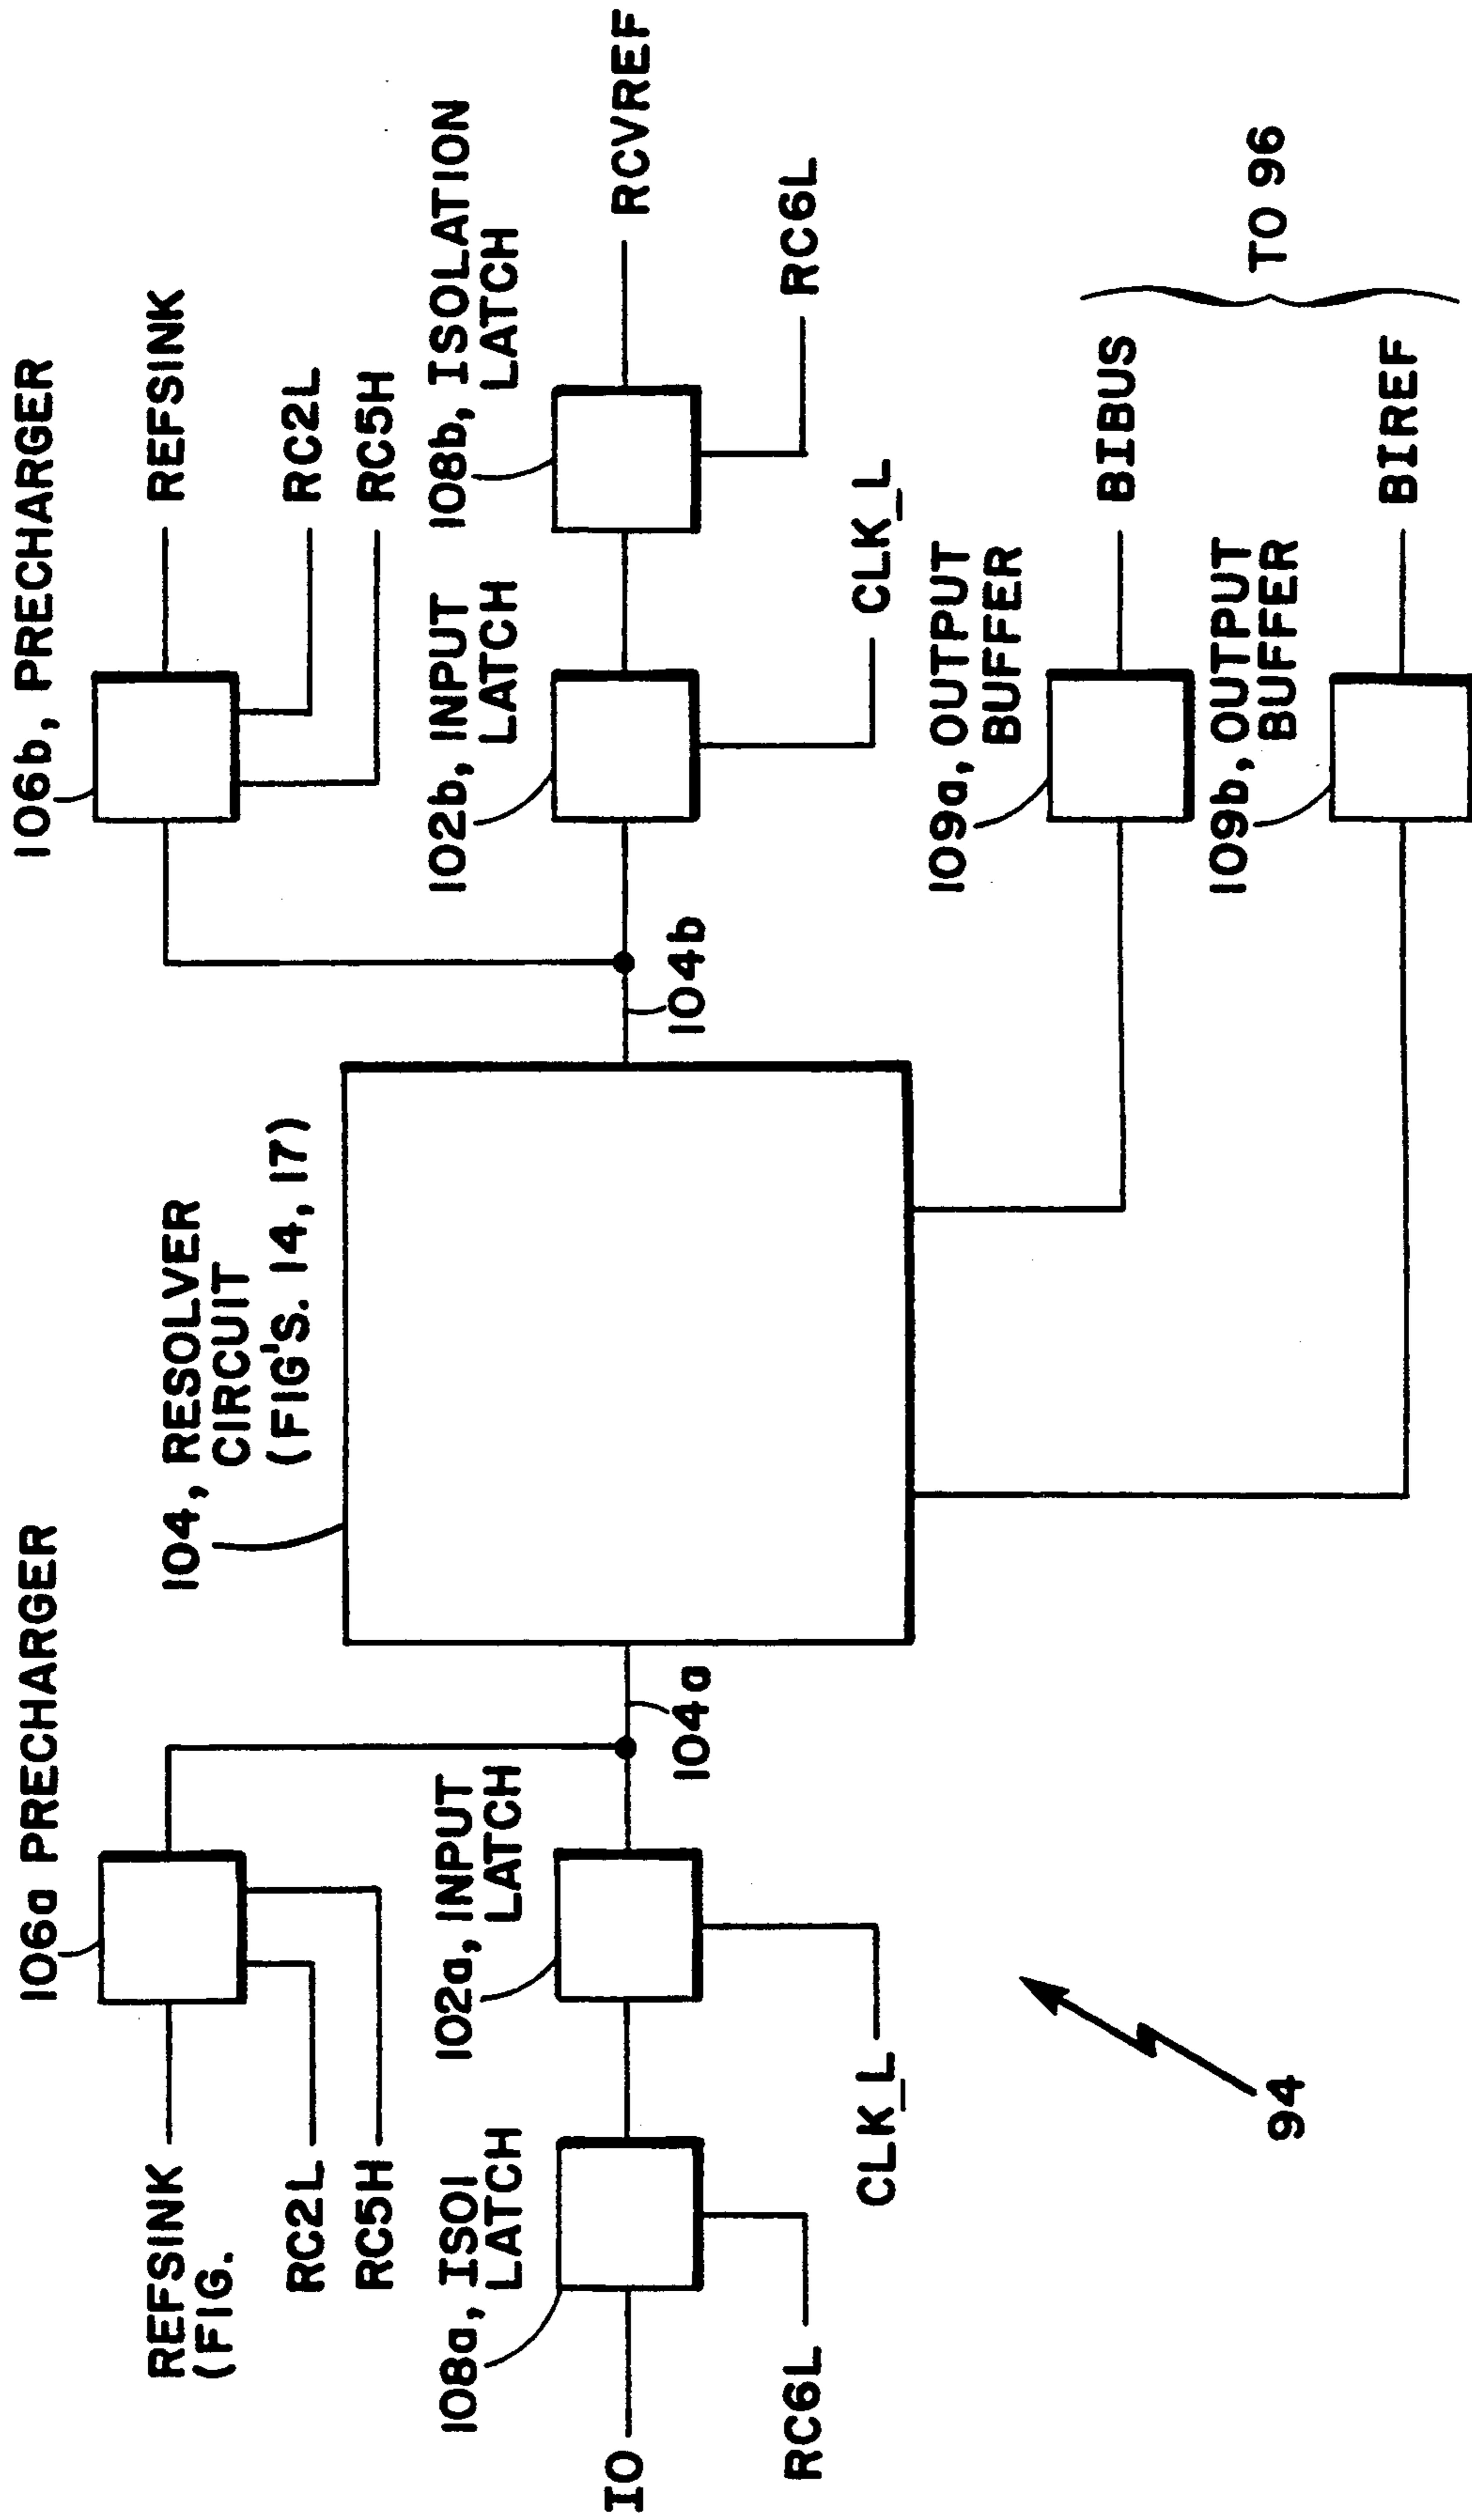 106a PRECHARGER
REFSINK
(FIG.
RC2L
RC5H
108a, ISOl
LATCH
102a, INPUT
LATCH
IO
RC6L
CLK_L
104a
94
104, RESOLVER
CIRCUIT
(FIG'S. 14, 17)
106b, PRECHARGER
REFSINK
RC2L
RC5H
102b, INPUT
LATCH
108b, ISOLATION
LATCH
104b
RCVREF
RC6L
CLK_L
109a, OUTPUT
BUFFER
BIBUS
109b, OUTPUT
BUFFER
BIREF
TO 96